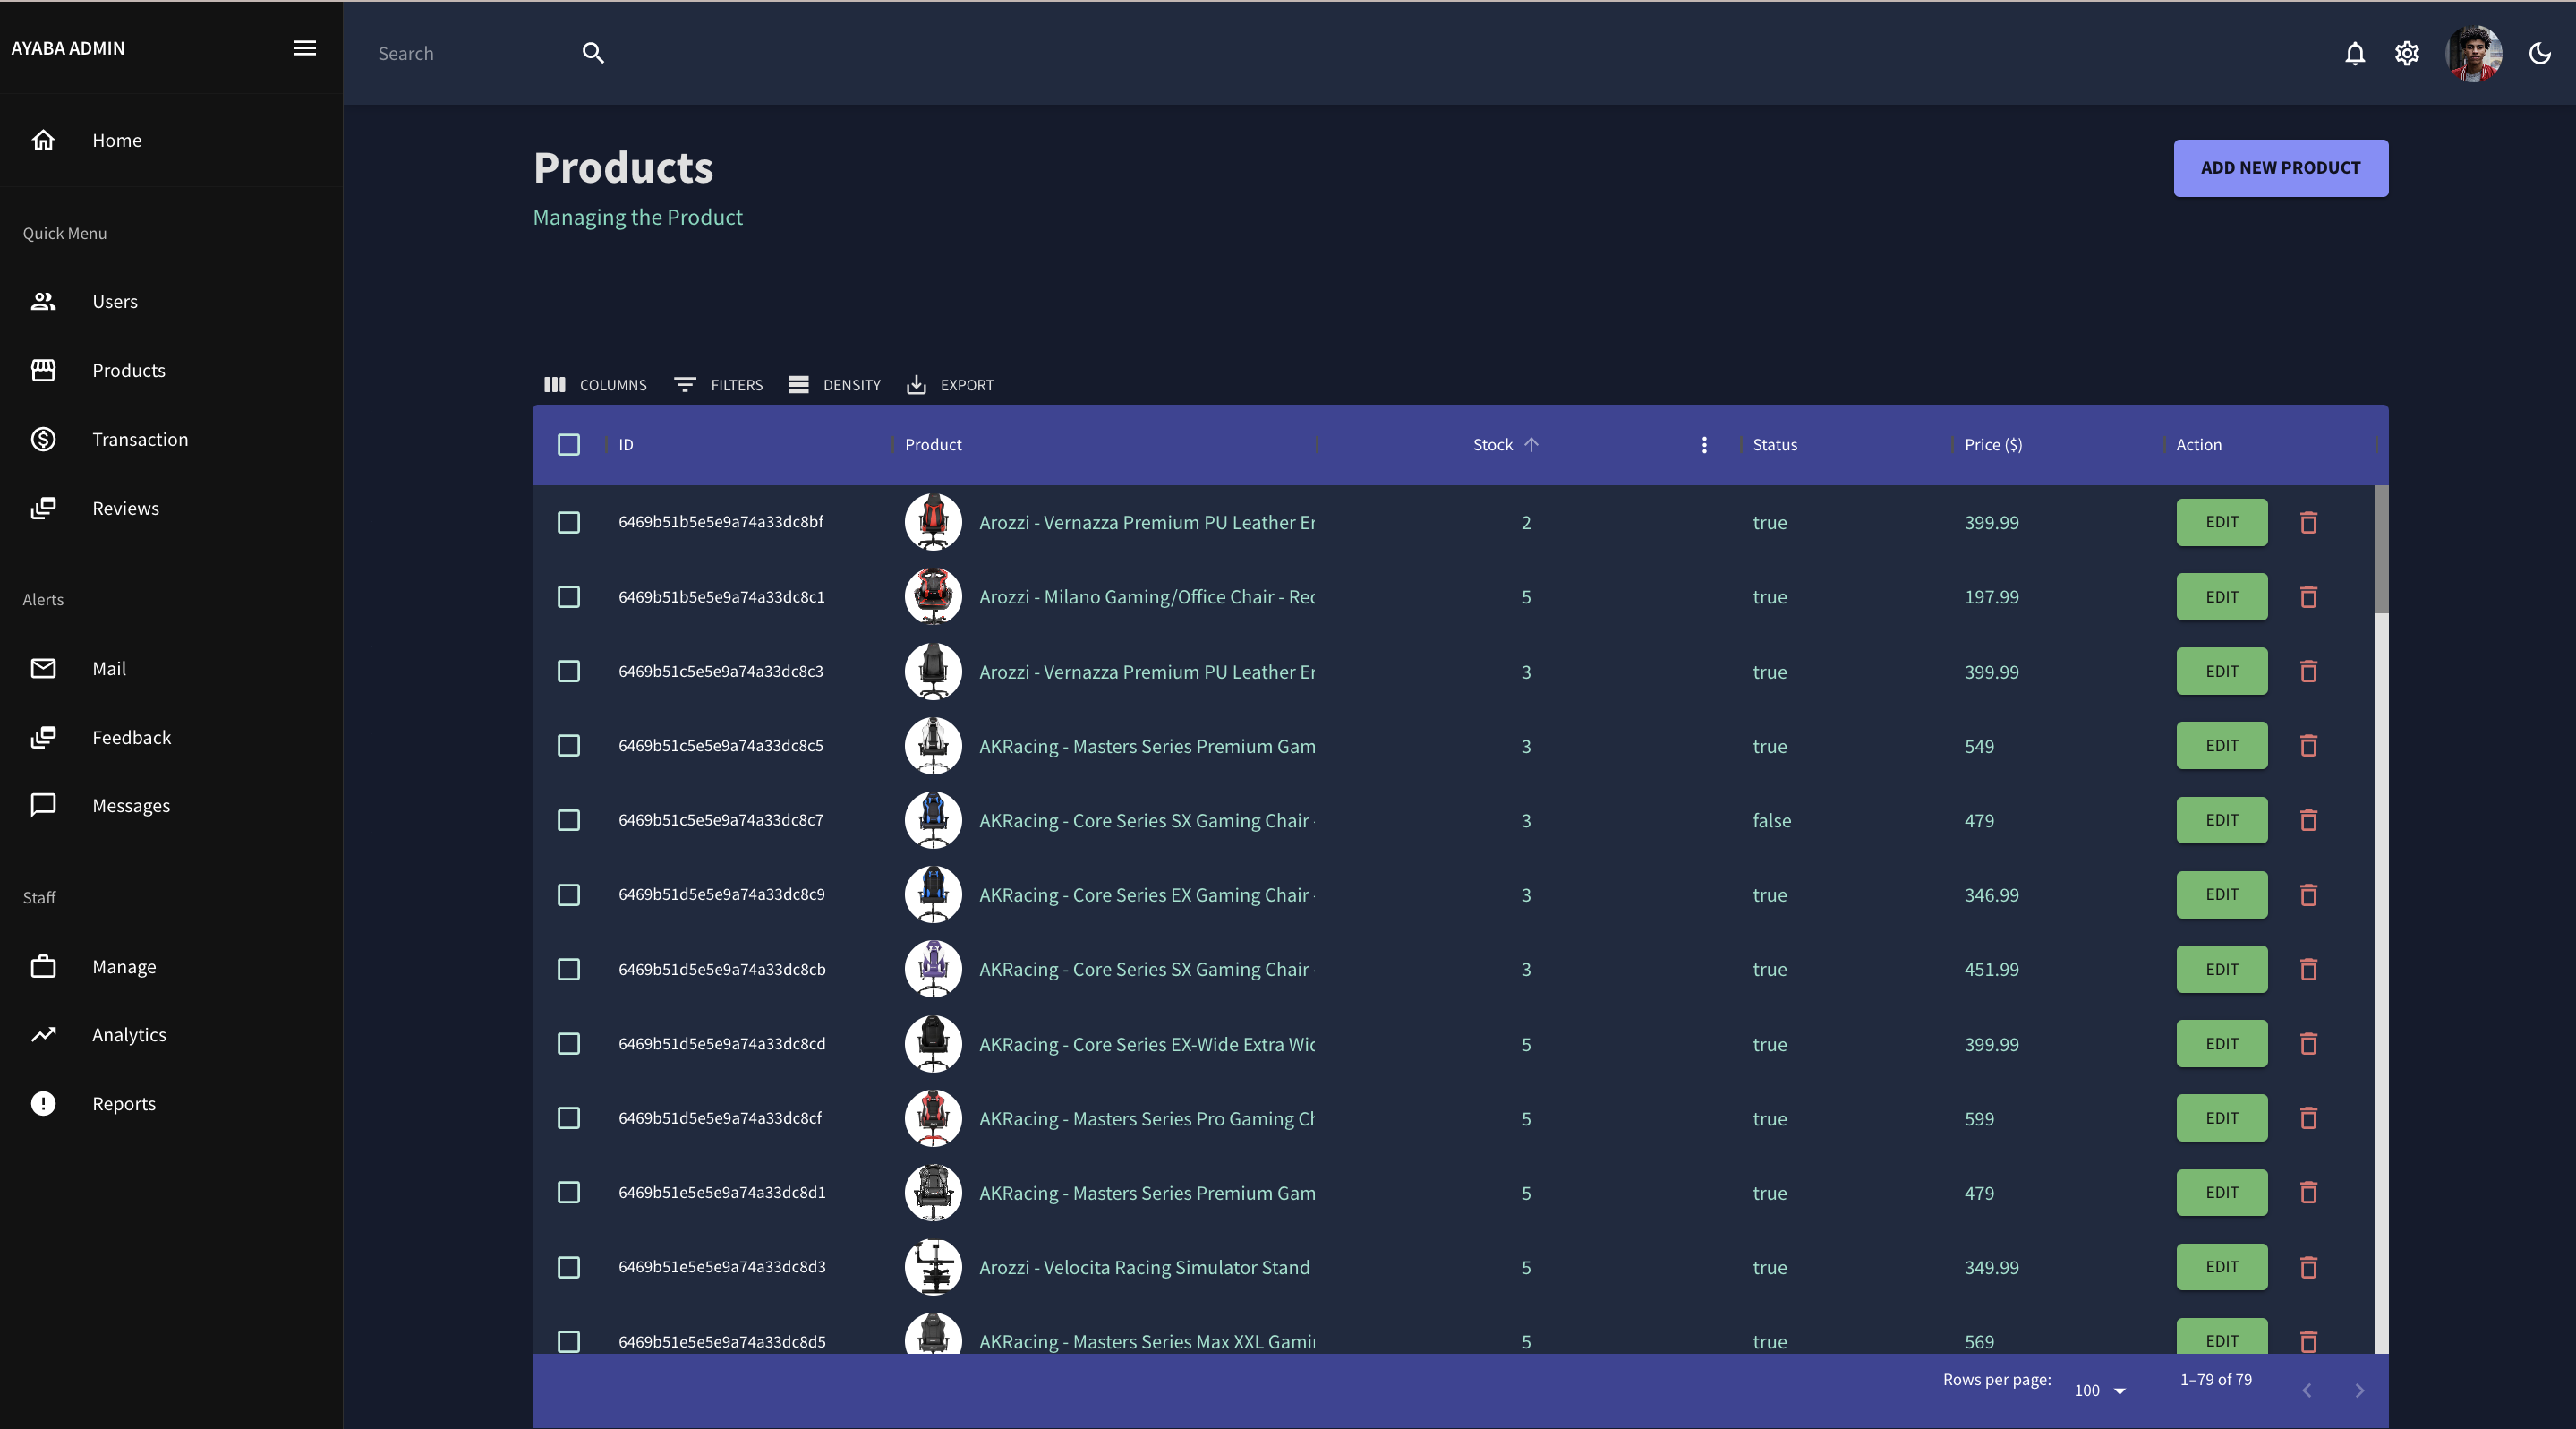 AYABA ADMIN
Search
Home
Quick Menu
Users
Products
Transaction
Reviews
Alerts
Mail
Feedback
Messages
Staff
Manage
Analytics
Reports
Products
ADD NEW PRODUCT
Managing the Product
COLUMNS FILTERS DENSITY EXPORT
ID Product Stock Status Price ($) Action
6469b51b5e5e9a74a33dc8bf Arozzi - Vernazza Premium PU Leather Er 2 true 399.99 EDIT
6469b51b5e5e9a74a33dc8c1 Arozzi - Milano Gaming/Office Chair - Red 5 true 197.99 EDIT
6469b51c5e5e9a74a33dc8c3 Arozzi - Vernazza Premium PU Leather Er 3 true 399.99 EDIT
6469b51c5e5e9a74a33dc8c5 AKRacing - Masters Series Premium Gam 3 true 549 EDIT
6469b51c5e5e9a74a33dc8c7 AKRacing - Core Series SX Gaming Chair - 3 false 479 EDIT
6469b51d5e5e9a74a33dc8c9 AKRacing - Core Series EX Gaming Chair - 3 true 346.99 EDIT
6469b51d5e5e9a74a33dc8cb AKRacing - Core Series SX Gaming Chair - 3 true 451.99 EDIT
6469b51d5e5e9a74a33dc8cd AKRacing - Core Series EX-Wide Extra Wid 5 true 399.99 EDIT
6469b51d5e5e9a74a33dc8cf AKRacing - Masters Series Pro Gaming Ch 5 true 599 EDIT
6469b51e5e5e9a74a33dc8d1 AKRacing - Masters Series Premium Gam 5 true 479 EDIT
6469b51e5e5e9a74a33dc8d3 Arozzi - Velocita Racing Simulator Stand 5 true 349.99 EDIT
6469b51e5e5e9a74a33dc8d5 AKRacing - Masters Series Max XXL Gamin 5 true 569 EDIT
Rows per page: 100 1–79 of 79